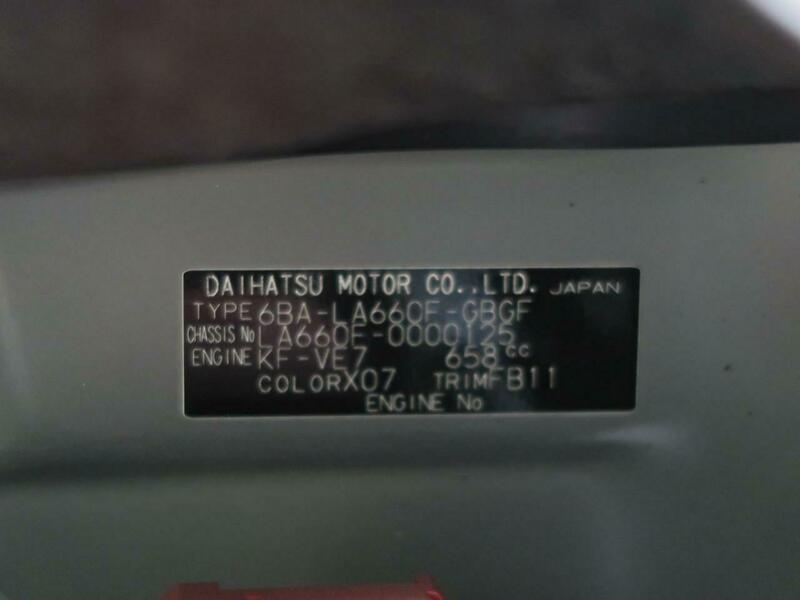 DAIHATSU MOTOR CO.,LTD. JAPAN
TYPE 6BA-LA660F-GBGF
CHASSIS No LA660F-0000125
ENGINE KF-VE7 658 cc
COLOR X07 TRIM FB11
ENGINE No